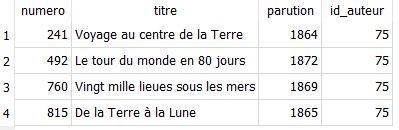 numero titre parution id_auteur
1 241 Voyage au centre de la Terre 1864 75
2 492 Le tour du monde en 80 jours 1872 75
3 760 Vingt mille lieues sous les mers 1869 75
4 815 De la Terre à la Lune 1865 75